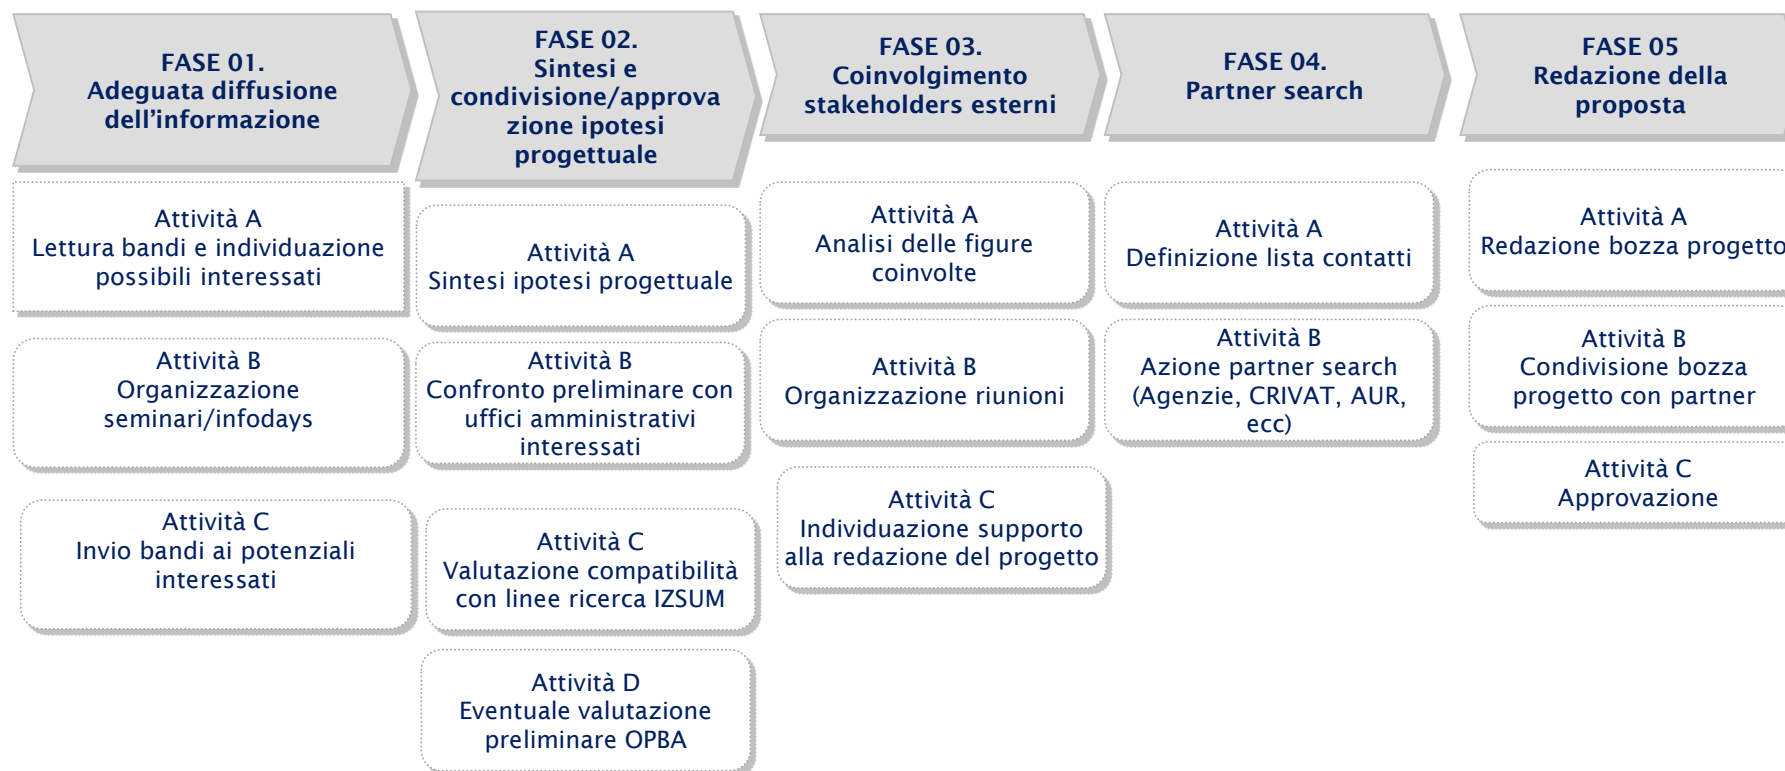 FASE 01.
Adeguata diffusione
dell'informazione
Attività A
Lettura bandi e individuazione
possibili interessati
Attività B
Organizzazione
seminari/infodays
Attività C
Invio bandi ai potenziali
interessati
FASE 02.
Sintesi e
condivisione/approva
zione ipotesi
progettuale
Attività A
Sintesi ipotesi progettuale
Attività B
Confronto preliminare con
uffici amministrativi
interessati
Attività C
Valutazione compatibilità
con linee ricerca IZSUM
Attività D
Eventuale valutazione
preliminare OPBA
FASE 03.
Coinvolgimento
stakeholders esterni
Attività A
Analisi delle figure
coinvolte
Attività B
Organizzazione riunioni
Attività C
Individuazione supporto
alla redazione del progetto
FASE 04.
Partner search
Attività A
Definizione lista contatti
Attività B
Azione partner search
(Agenzie, CRIVAT, AUR,
ecc)
FASE 05
Redazione della
proposta
Attività A
Redazione bozza progetto
Attività B
Condivisione bozza
progetto con partner
Attività C
Approvazione